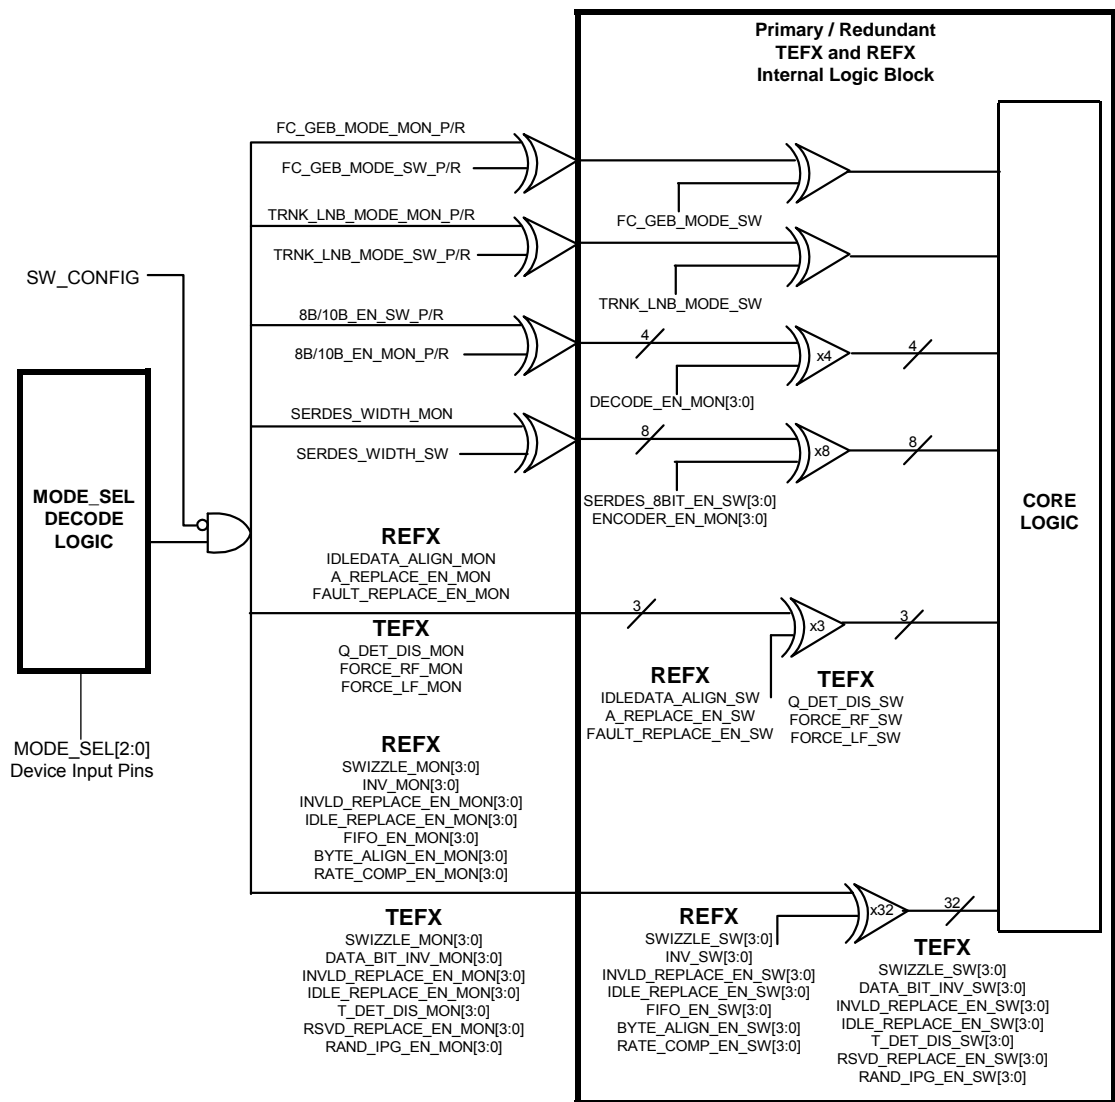 Primary / Redundant
TEFX and REFX
Internal Logic Block
FC_GEB_MODE_MON_P/R
FC_GEB_MODE_SW_P/R
FC_GEB_MODE_SW
TRNK_LNB_MODE_MON_P/R
TRNK_LNB_MODE_SW_P/R
TRNK_LNB_MODE_SW
SW_CONFIG
8B/10B_EN_SW_P/R
8B/10B_EN_MON_P/R
4
x4
4
DECODE_EN_MON[3:0]
SERDES_WIDTH_MON
SERDES_WIDTH_SW
8
x8
8
SERDES_8BIT_EN_SW[3:0]
ENCODER_EN_MON[3:0]
MODE_SEL
DECODE
LOGIC
CORE
LOGIC
REFX
IDLEDATA_ALIGN_MON
A_REPLACE_EN_MON
FAULT_REPLACE_EN_MON
3
x3
3
TEFX
Q_DET_DIS_MON
FORCE_RF_MON
FORCE_LF_MON
REFX
IDLEDATA_ALIGN_SW
A_REPLACE_EN_SW
FAULT_REPLACE_EN_SW
TEFX
Q_DET_DIS_SW
FORCE_RF_SW
FORCE_LF_SW
MODE_SEL[2:0]
Device Input Pins
REFX
SWIZZLE_MON[3:0]
INV_MON[3:0]
INVLD_REPLACE_EN_MON[3:0]
IDLE_REPLACE_EN_MON[3:0]
FIFO_EN_MON[3:0]
BYTE_ALIGN_EN_MON[3:0]
RATE_COMP_EN_MON[3:0]
x32
32
TEFX
SWIZZLE_MON[3:0]
DATA_BIT_INV_MON[3:0]
INVLD_REPLACE_EN_MON[3:0]
IDLE_REPLACE_EN_MON[3:0]
T_DET_DIS_MON[3:0]
RSVD_REPLACE_EN_MON[3:0]
RAND_IPG_EN_MON[3:0]
REFX
SWIZZLE_SW[3:0]
INV_SW[3:0]
INVLD_REPLACE_EN_SW[3:0]
IDLE_REPLACE_EN_SW[3:0]
FIFO_EN_SW[3:0]
BYTE_ALIGN_EN_SW[3:0]
RATE_COMP_EN_SW[3:0]
TEFX
SWIZZLE_SW[3:0]
DATA_BIT_INV_SW[3:0]
INVLD_REPLACE_EN_SW[3:0]
IDLE_REPLACE_EN_SW[3:0]
T_DET_DIS_SW[3:0]
RSVD_REPLACE_EN_SW[3:0]
RAND_IPG_EN_SW[3:0]